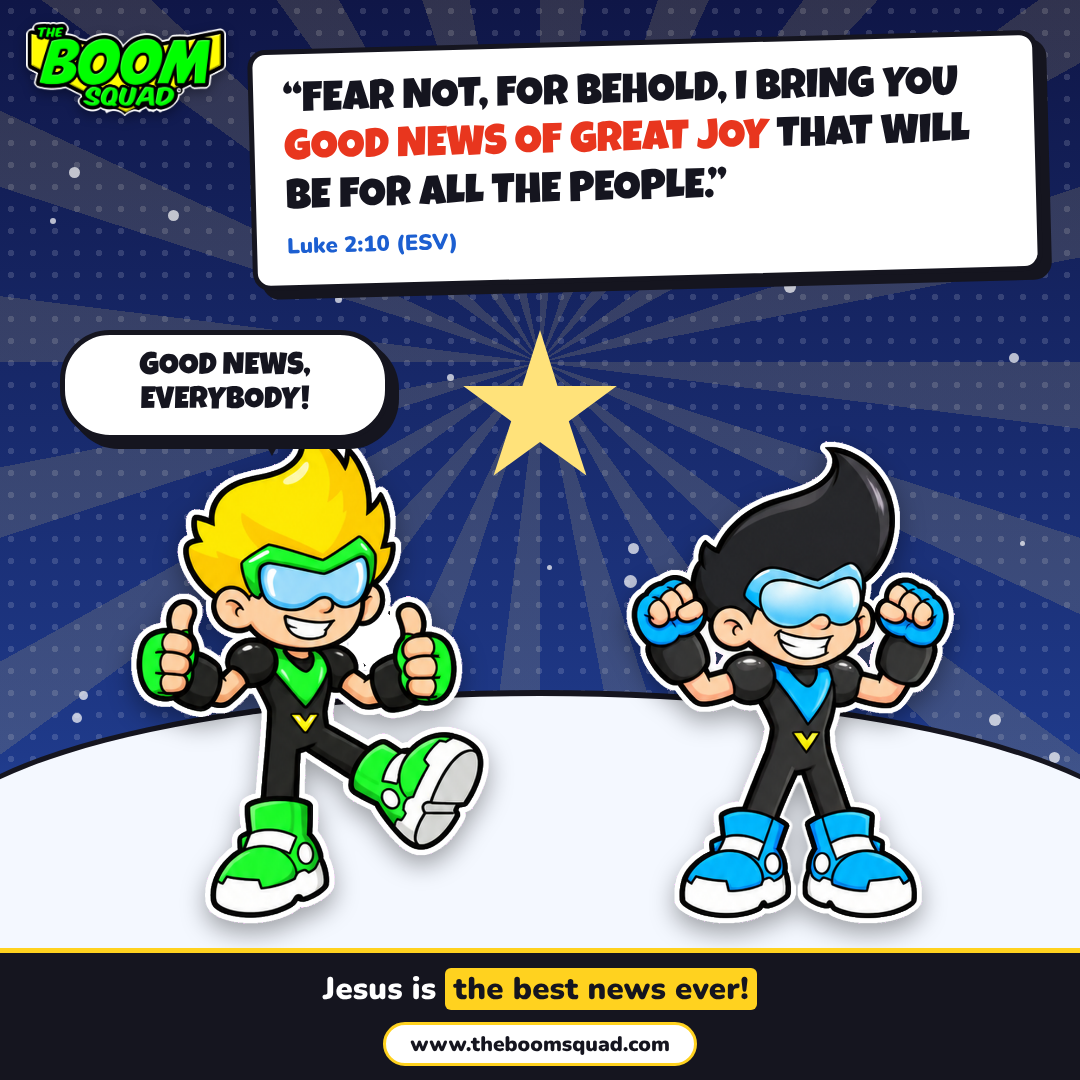 THE
BOOM
SQUAD
“FEAR NOT, FOR BEHOLD, I BRING YOU
GOOD NEWS OF GREAT JOY THAT WILL
BE FOR ALL THE PEOPLE.”
Luke 2:10 (ESV)
GOOD NEWS,
EVERYBODY!
Jesus is the best news ever!
www.theboomsquad.com